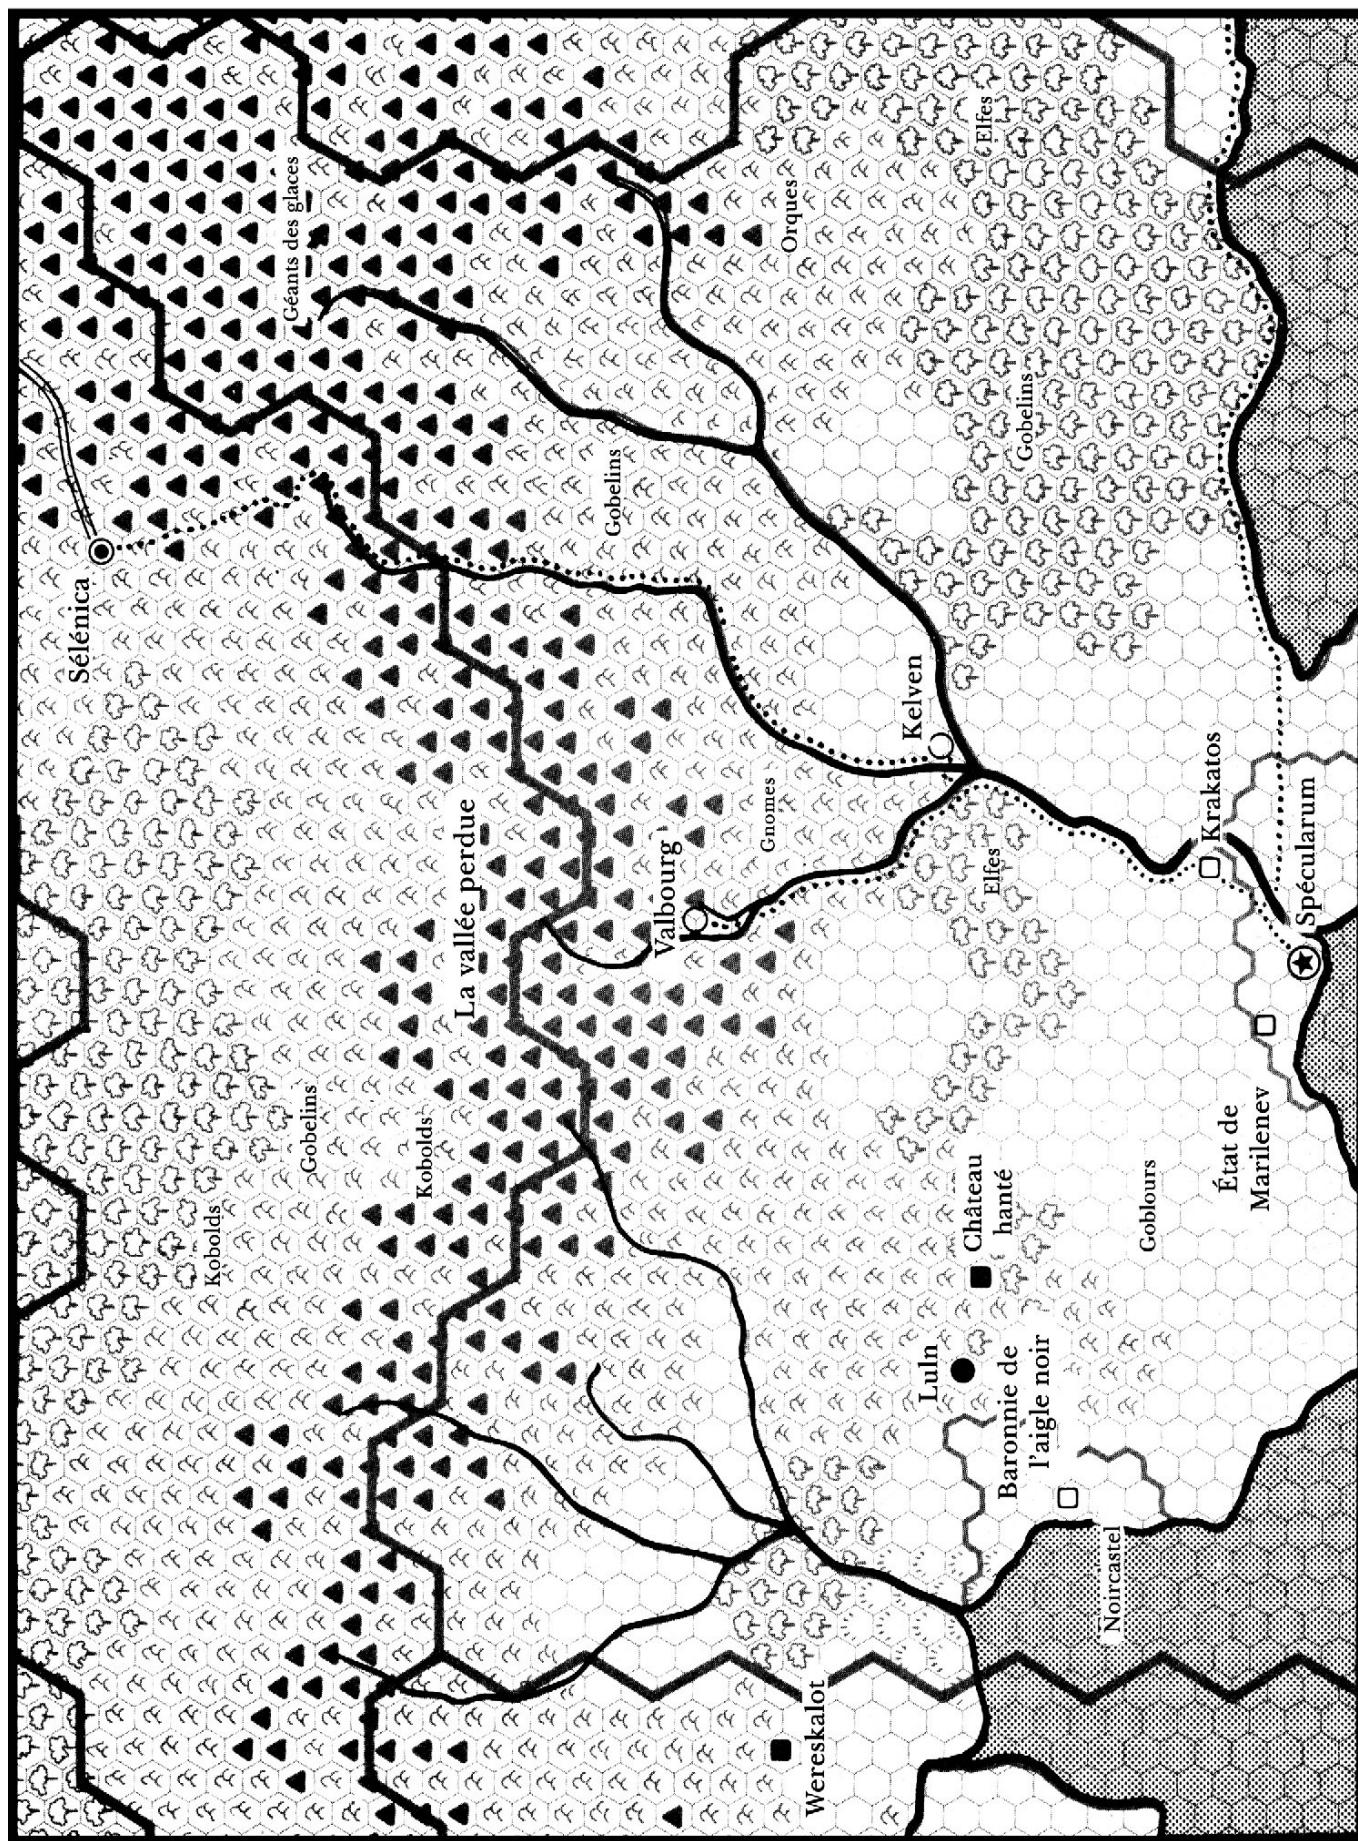 Sélénica
Géants des glaces
Orques
Elfes
Gobelins
Gobelins
Kelven
La vallée perdue
Gnomes
Valbourg
Elfes
Krakatos
Spécularum
Gobelins
Kobolds
Kobolds
Château
hanté
Goblours
État de
Marilenev
Luln
Baronnie de
l'aigle noir
Noircastel
Wereskalot